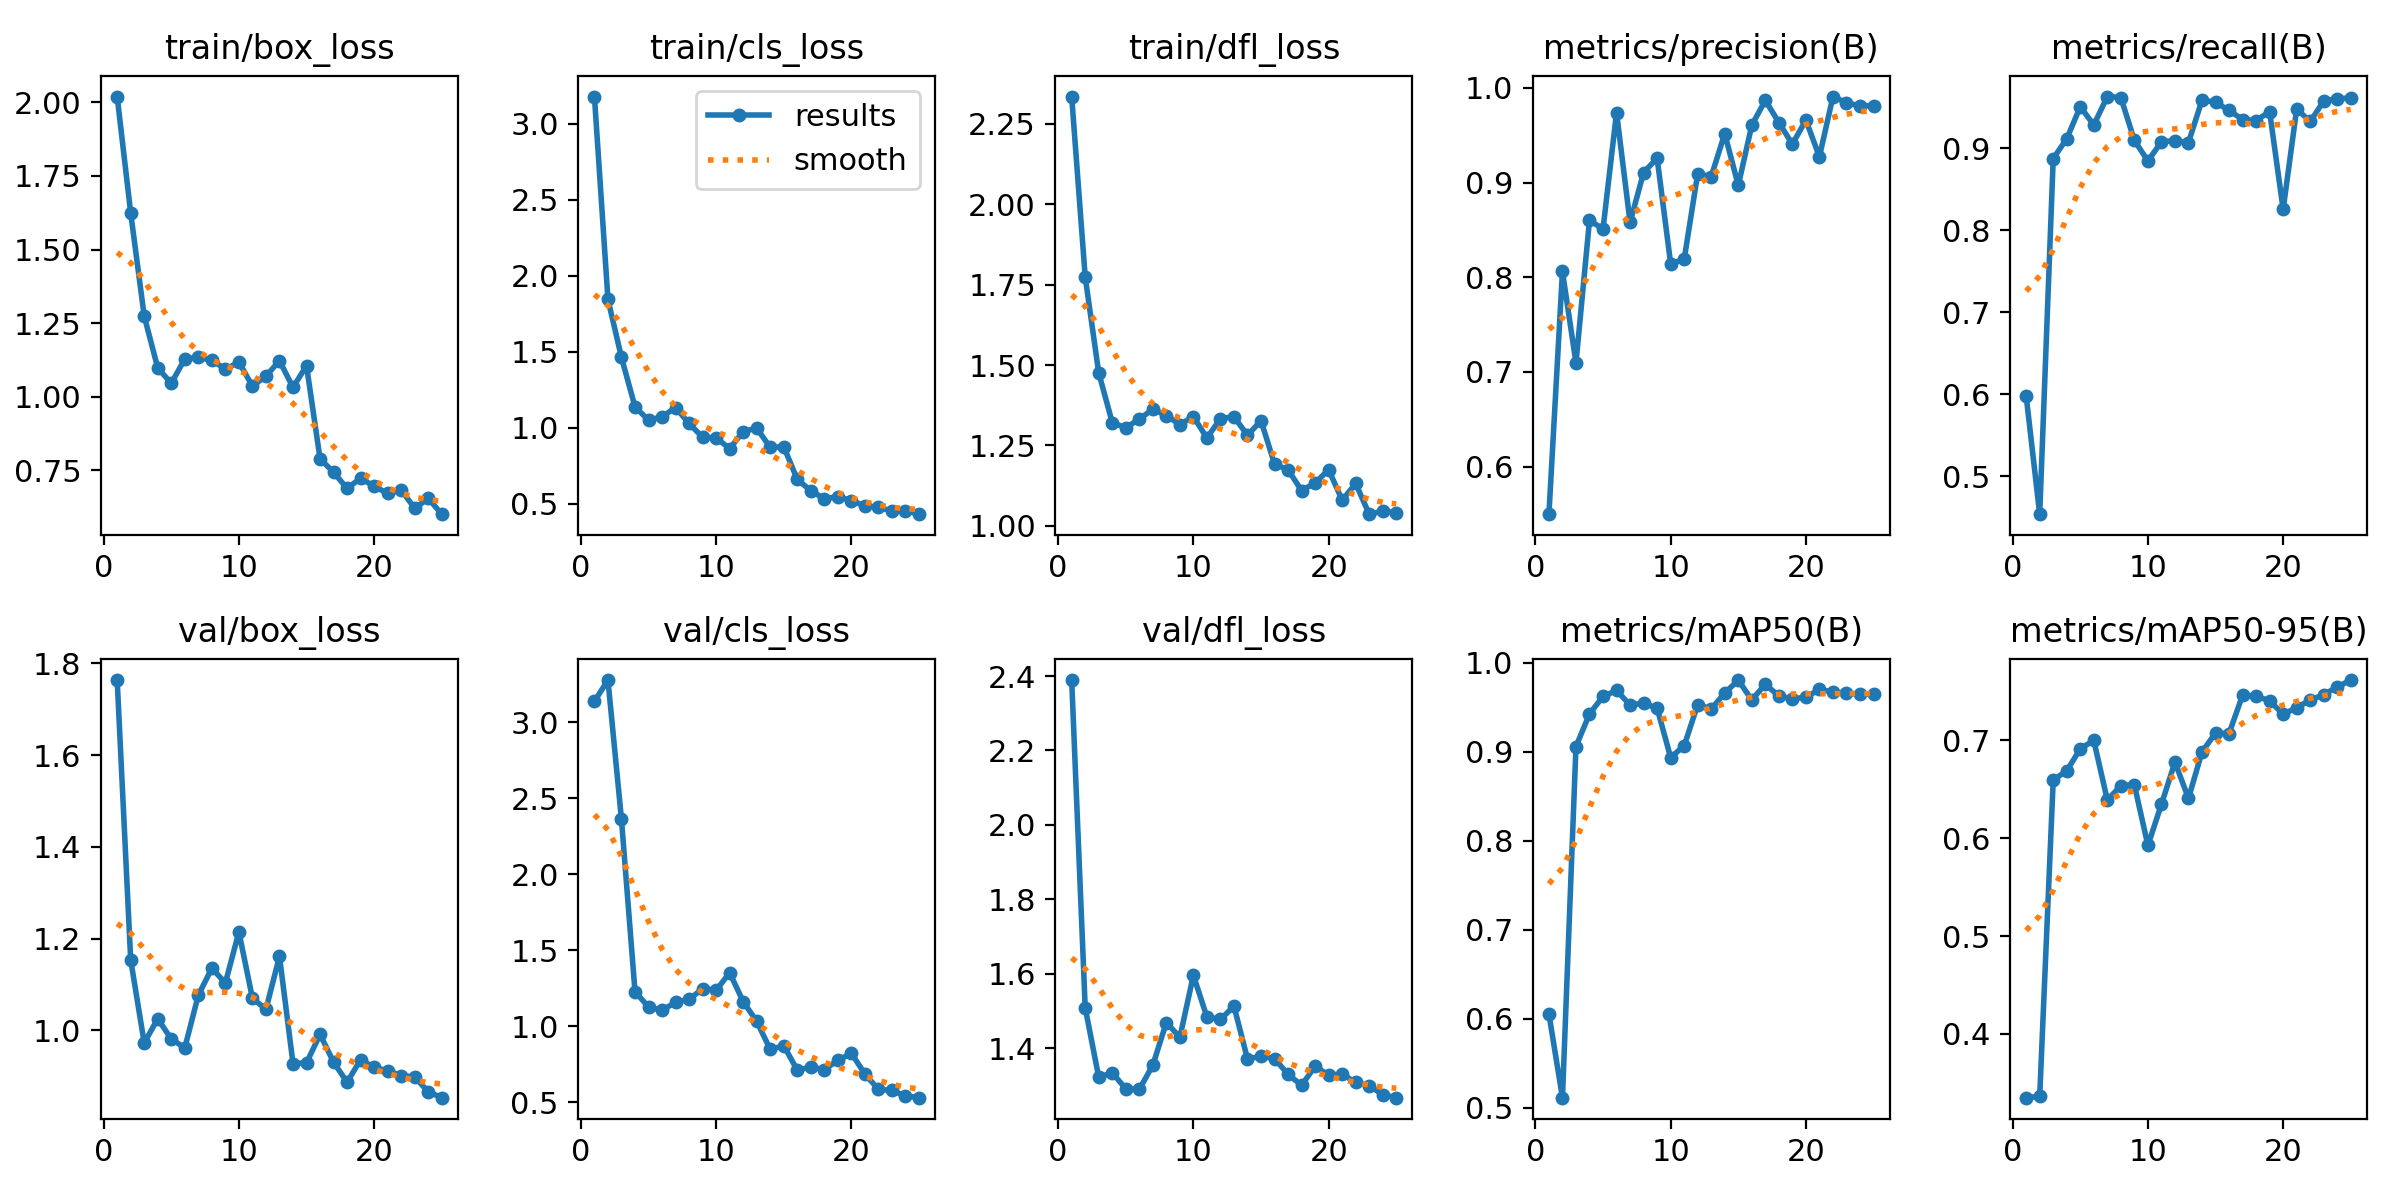 train/box_loss
2.00
1.75
1.50
1.25
1.00
0.75
0 10 20
train/cls_loss
results
smooth
3.0
2.5
2.0
1.5
1.0
0.5
0 10 20
train/dfl_loss
2.25
2.00
1.75
1.50
1.25
1.00
0 10 20
metrics/precision(B)
1.0
0.9
0.8
0.7
0.6
0 10 20
metrics/recall(B)
0.9
0.8
0.7
0.6
0.5
0 10 20
val/box_loss
1.8
1.6
1.4
1.2
1.0
0 10 20
val/cls_loss
3.0
2.5
2.0
1.5
1.0
0.5
0 10 20
val/dfl_loss
2.4
2.2
2.0
1.8
1.6
1.4
0 10 20
metrics/mAP50(B)
1.0
0.9
0.8
0.7
0.6
0.5
0 10 20
metrics/mAP50-95(B)
0.7
0.6
0.5
0.4
0 10 20